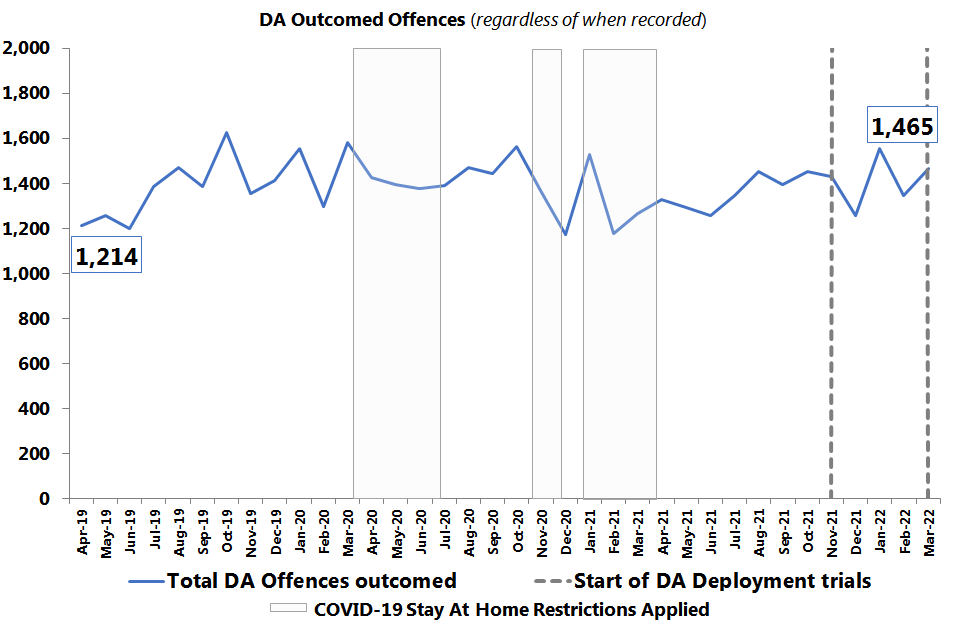 DA Outcomed Offences (regardless of when recorded)
2,000
1,800
1,600
1,400
1,200
1,000
800
600
400
200
0
1,214
1,465
Apr-19
May-19
Jun-19
Jul-19
Aug-19
Sep-19
Oct-19
Nov-19
Dec-19
Jan-20
Feb-20
Mar-20
Apr-20
May-20
Jun-20
Jul-20
Aug-20
Sep-20
Oct-20
Nov-20
Dec-20
Jan-21
Feb-21
Mar-21
Apr-21
May-21
Jun-21
Jul-21
Aug-21
Sep-21
Oct-21
Nov-21
Dec-21
Jan-22
Feb-22
Mar-22
Total DA Offences outcomed
Start of DA Deployment trials
COVID-19 Stay At Home Restrictions Applied